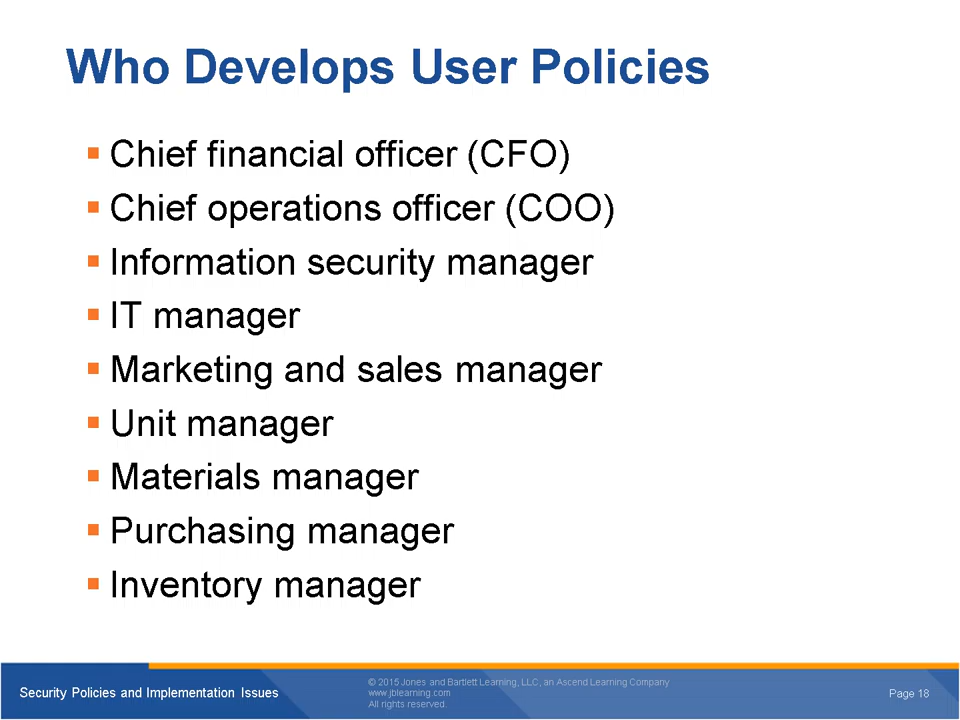 Who Develops User Policies
Chief financial officer (CFO)
Chief operations officer (COO)
Information security manager
IT manager
Marketing and sales manager
Unit manager
Materials manager
Purchasing manager
Inventory manager
Security Policies and Implementation Issues
© 2015 Jones and Bartlett Learning, LLC, an Ascend Learning Company
www.jblearning.com
All rights reserved.
Page 18